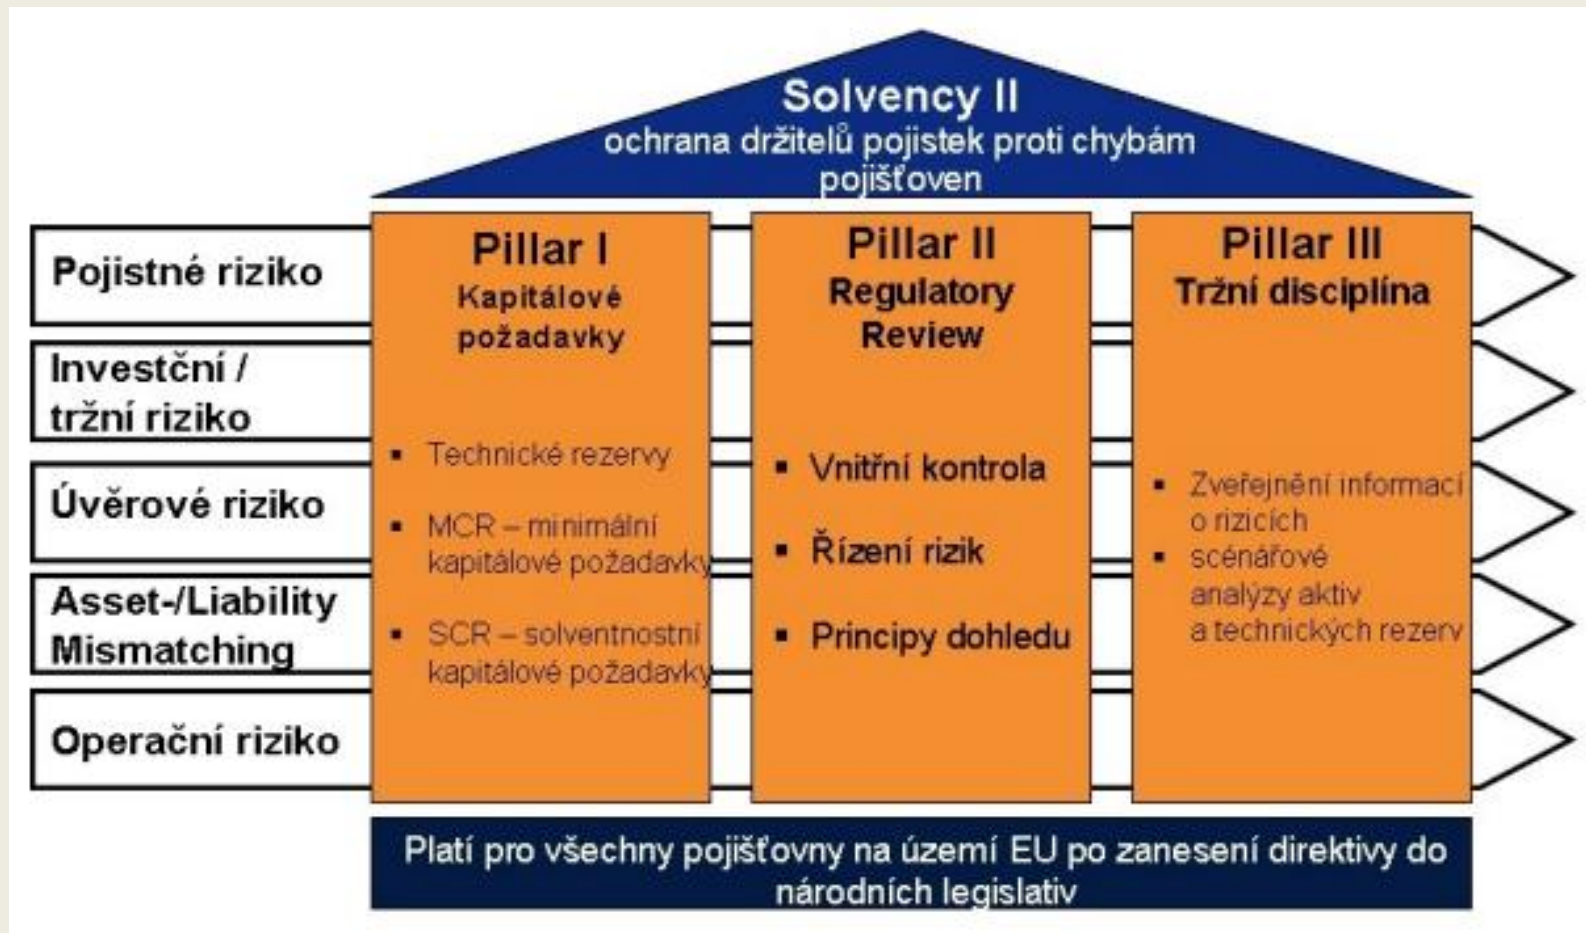 Solvency II
ochrana držitelů pojistek proti chybám
pojišťoven
Pojistné riziko
Investční /
tržní riziko
Úvěrové riziko
Asset-/Liability
Mismatching
Operační riziko
Pillar I
Kapitálové
požadavky
▪ Technické rezervy
▪ MCR – minimální
kapitálové požadavky
▪ SCR – solventnostní
kapitálové požadavky
Pillar II
Regulatory
Review
▪ Vnitřní kontrola
▪ Řízení rizik
▪ Principy dohledu
Pillar III
Tržní disciplína
▪ Zveřejnění informací
o rizicích
▪ scénářové
analýzy aktiv
a technických rezerv
Platí pro všechny pojišťovny na území EU po zanesení direktivy do
národních legislativ